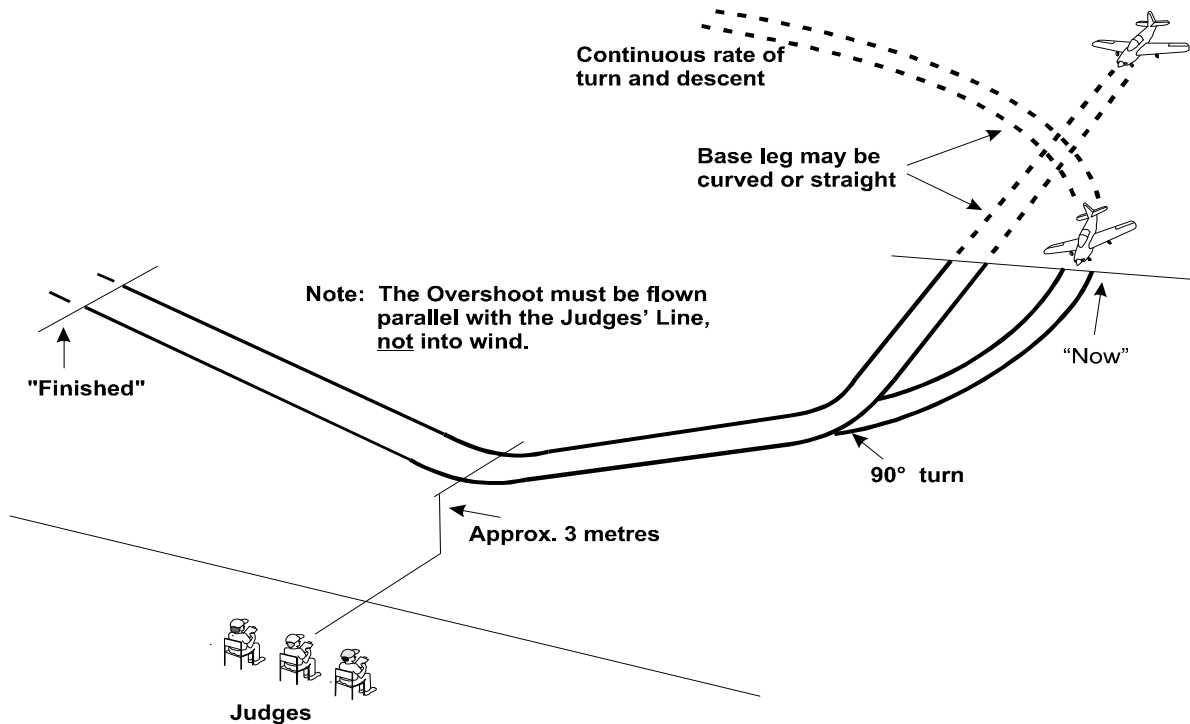 Continuous rate of
turn and descent
Base leg may be
curved or straight
Note: The Overshoot must be flown
parallel with the Judges’ Line,
not into wind.
“Now”
"Finished"
90° turn
Approx. 3 metres
Judges